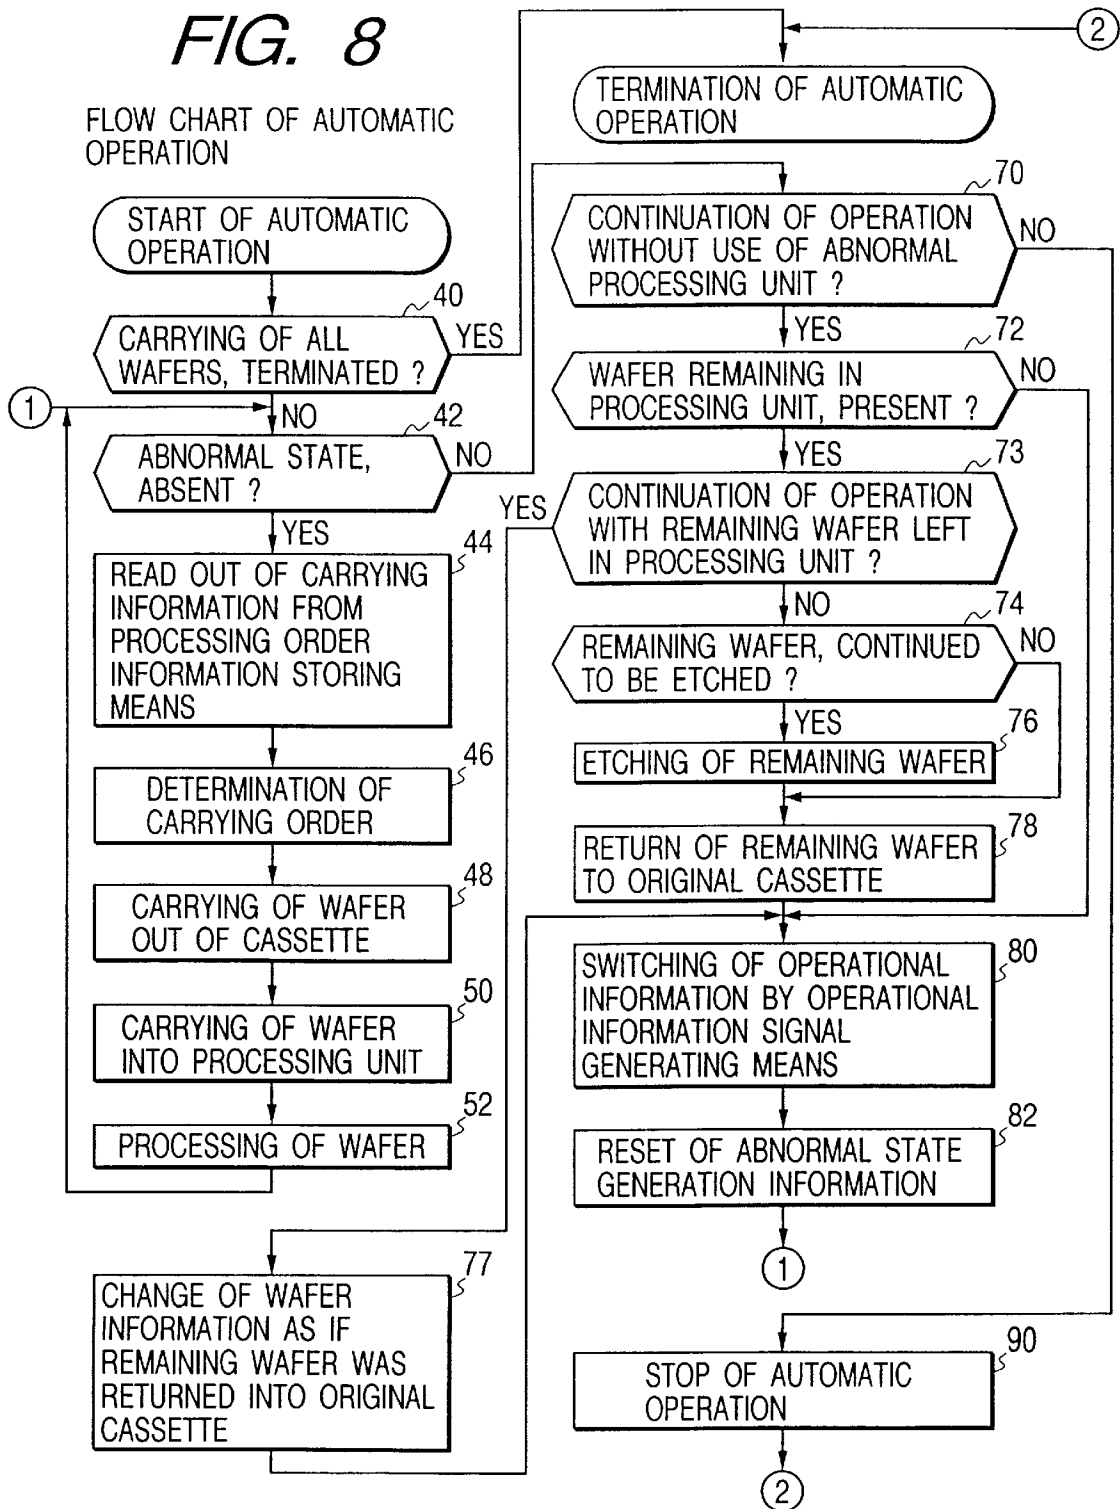 FIG. 8
FLOW CHART OF AUTOMATIC
OPERATION
START OF AUTOMATIC
OPERATION
40
CARRYING OF ALL
WAFERS, TERMINATED ?
YES
1
NO
42
ABNORMAL STATE,
ABSENT ?
NO
YES
44
READ OUT OF CARRYING
INFORMATION FROM
PROCESSING ORDER
INFORMATION STORING
MEANS
46
DETERMINATION OF
CARRYING ORDER
48
CARRYING OF WAFER
OUT OF CASSETTE
50
CARRYING OF WAFER
INTO PROCESSING UNIT
52
PROCESSING OF WAFER
77
CHANGE OF WAFER
INFORMATION AS IF
REMAINING WAFER WAS
RETURNED INTO ORIGINAL
CASSETTE
2
TERMINATION OF AUTOMATIC
OPERATION
70
CONTINUATION OF OPERATION
WITHOUT USE OF ABNORMAL
PROCESSING UNIT ?
NO
YES
72
WAFER REMAINING IN
PROCESSING UNIT, PRESENT ?
NO
YES
73
CONTINUATION OF OPERATION
WITH REMAINING WAFER LEFT
IN PROCESSING UNIT ?
YES
NO
74
REMAINING WAFER, CONTINUED
TO BE ETCHED ?
NO
YES
76
ETCHING OF REMAINING WAFER
78
RETURN OF REMAINING WAFER
TO ORIGINAL CASSETTE
80
SWITCHING OF OPERATIONAL
INFORMATION BY OPERATIONAL
INFORMATION SIGNAL
GENERATING MEANS
82
RESET OF ABNORMAL STATE
GENERATION INFORMATION
1
90
STOP OF AUTOMATIC
OPERATION
2